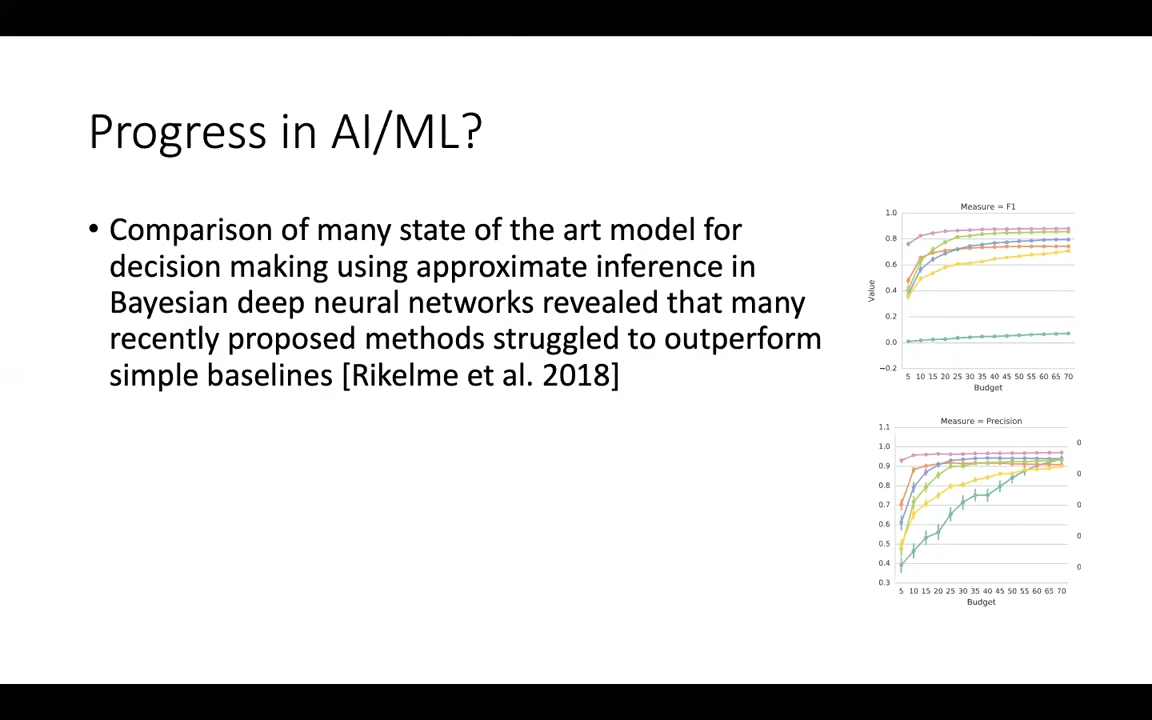 Progress in AI/ML?
• Comparison of many state of the art model for
decision making using approximate inference in
Bayesian deep neural networks revealed that many
recently proposed methods struggled to outperform
simple baselines [Rikelme et al. 2018]
Measure = F1
1.0
0.8
0.6
0.4
0.2
0.0
−0.2
Value
5 10 15 20 25 30 35 40 45 50 55 60 65 70
Budget
Measure = Precision
1.1
1.0
0.9
0.8
0.7
0.6
0.5
0.4
0.3
0
0
0
0
0
5 10 15 20 25 30 35 40 45 50 55 60 65 70
Budget